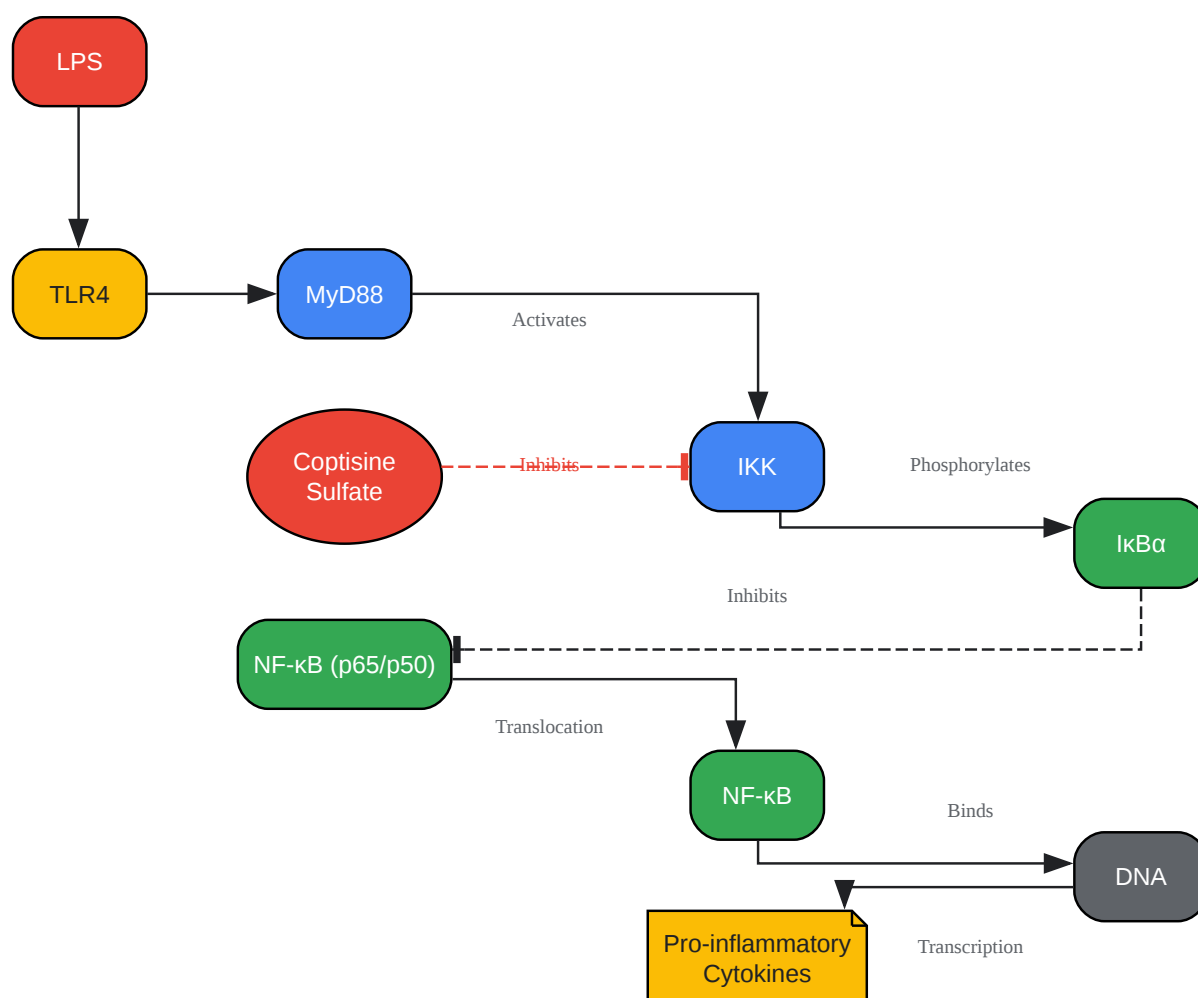 LPS
TLR4
MyD88
Activates
Coptisine
Sulfate
Inhibits
IKK
Phosphorylates
IκBα
Inhibits
NF-κB (p65/p50)
Translocation
NF-κB
Binds
DNA
Pro-inflammatory
Cytokines
Transcription